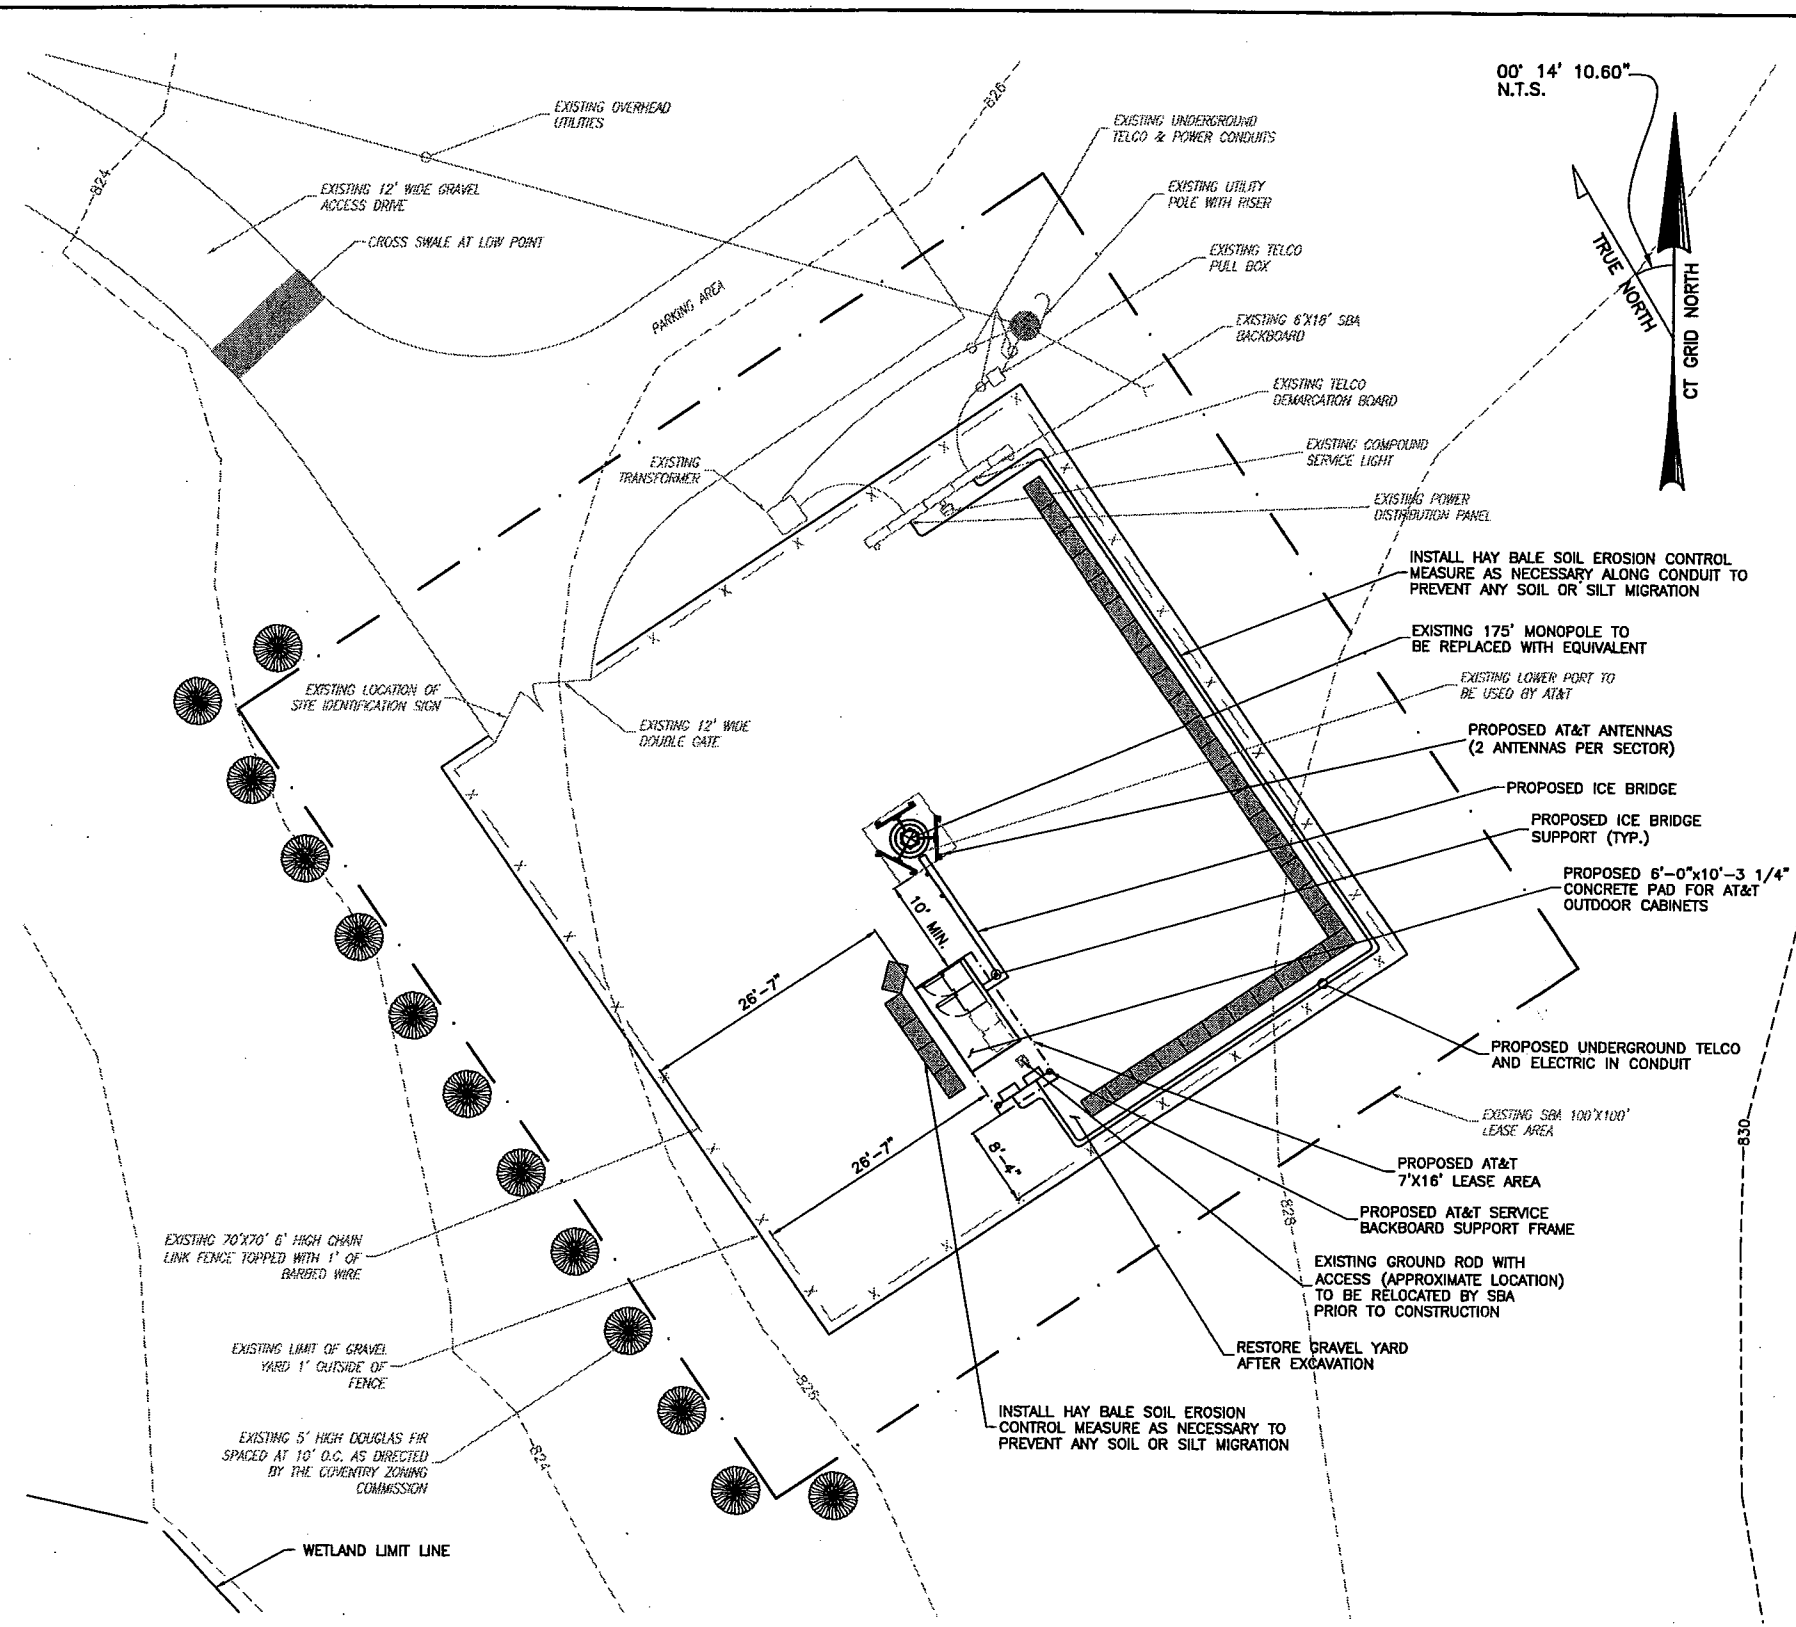 00° 14' 10.60"
N.T.S.
TRUE NORTH
CT GRID NORTH
824
826
EXISTING OVERHEAD
UTILITIES
EXISTING 12' WIDE GRAVEL
ACCESS DRIVE
CROSS SWALE AT LOW POINT
PARKING AREA
EXISTING UNDERGROUND
TELCO & POWER CONDUITS
EXISTING UTILITY
POLE WITH RISER
EXISTING TELCO
PULL BOX
EXISTING 6'X16' SBA
BACKBOARD
EXISTING TELCO
DEMARCATION BOARD
EXISTING COMPOUND
SERVICE LIGHT
EXISTING POWER
DISTRIBUTION PANEL
EXISTING
TRANSFORMER
INSTALL HAY BALE SOIL EROSION CONTROL
MEASURE AS NECESSARY ALONG CONDUIT TO
PREVENT ANY SOIL OR SILT MIGRATION
EXISTING 175' MONOPOLE TO
BE REPLACED WITH EQUIVALENT
EXISTING LOWER PORT TO
BE USED BY AT&T
EXISTING LOCATION OF
SITE IDENTIFICATION SIGN
EXISTING 12' WIDE
DOUBLE GATE
PROPOSED AT&T ANTENNAS
(2 ANTENNAS PER SECTOR)
PROPOSED ICE BRIDGE
PROPOSED ICE BRIDGE
SUPPORT (TYP.)
PROPOSED 6'-0"x10'-3 1/4"
CONCRETE PAD FOR AT&T
OUTDOOR CABINETS
10' MIN.
26'-7"
26'-7"
8'-4"
PROPOSED UNDERGROUND TELCO
AND ELECTRIC IN CONDUIT
EXISTING SBA 100'X100'
LEASE AREA
830
PROPOSED AT&T
7'X16' LEASE AREA
828
PROPOSED AT&T SERVICE
BACKBOARD SUPPORT FRAME
EXISTING GROUND ROD WITH
ACCESS (APPROXIMATE LOCATION)
TO BE RELOCATED BY SBA
PRIOR TO CONSTRUCTION
RESTORE GRAVEL YARD
AFTER EXCAVATION
EXISTING 70'X70' 6' HIGH CHAIN
LINK FENCE TOPPED WITH 1' OF
BARBED WIRE
EXISTING LIMIT OF GRAVEL
YARD 1' OUTSIDE OF
FENCE
826
INSTALL HAY BALE SOIL EROSION
CONTROL MEASURE AS NECESSARY TO
PREVENT ANY SOIL OR SILT MIGRATION
EXISTING 5' HIGH DOUGLAS FIR
SPACED AT 10' O.C. AS DIRECTED
BY THE COVENTRY ZONING
COMMISSION
824
WETLAND LIMIT LINE